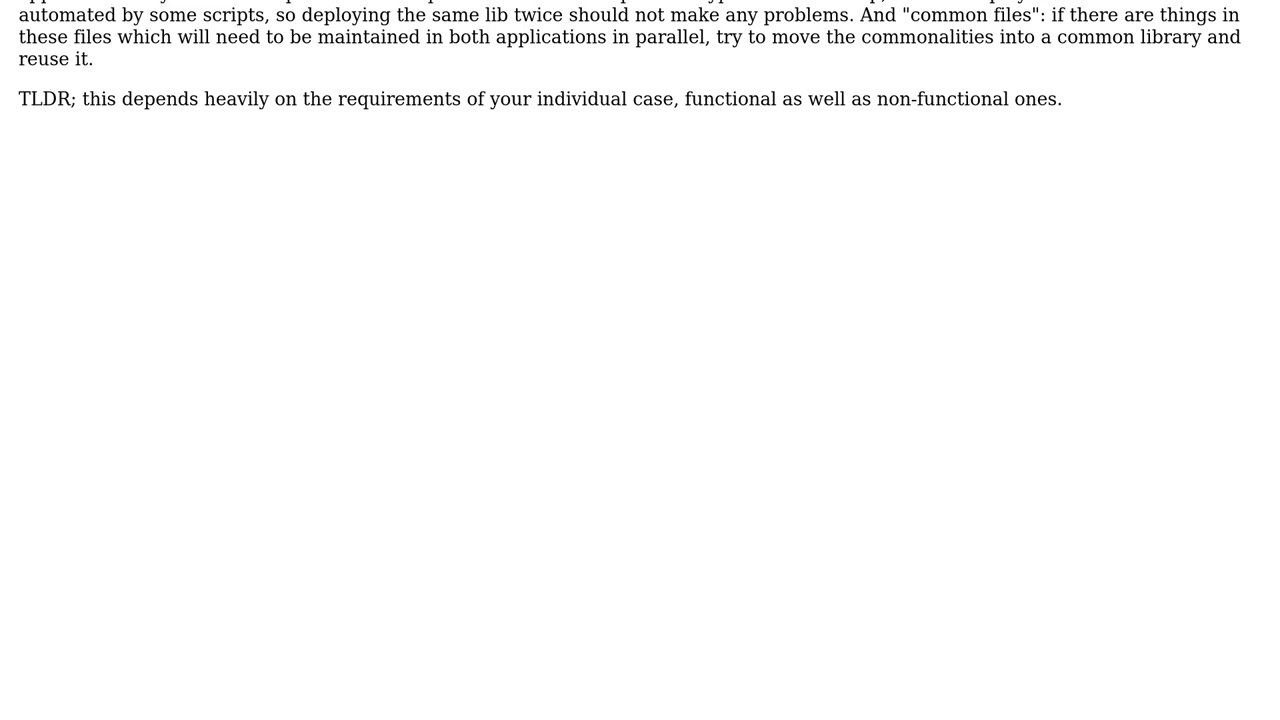 automated by some scripts, so deploying the same lib twice should not make any problems. And "common files": if there are things in
these files which will need to be maintained in both applications in parallel, try to move the commonalities into a common library and
reuse it.
TLDR; this depends heavily on the requirements of your individual case, functional as well as non-functional ones.